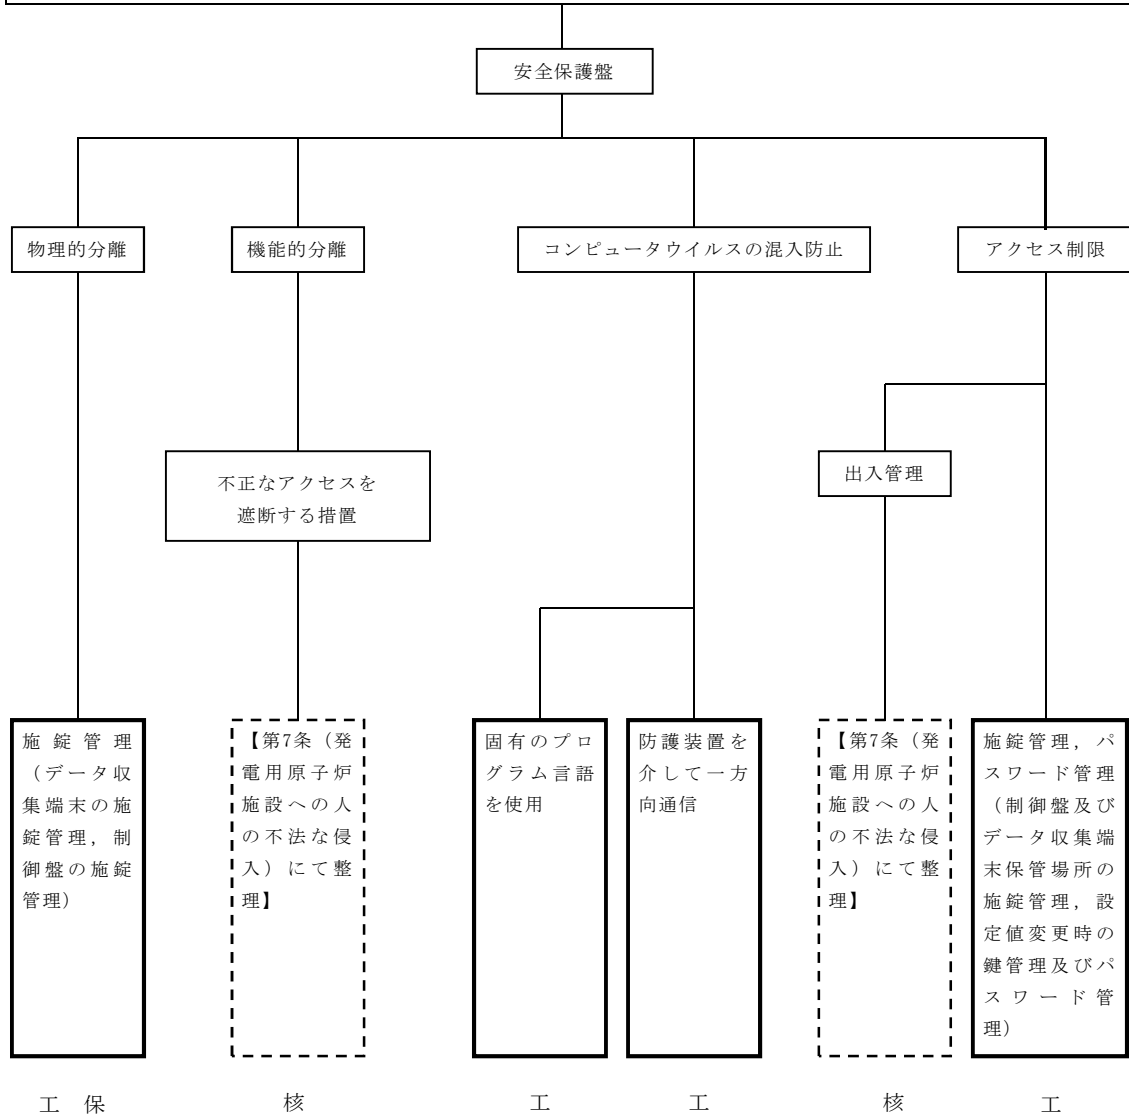 安全保護盤
物理的分離
機能的分離
コンピュータウイルスの混入防止
アクセス制限
不正なアクセスを
遮断する措置
出入管理
施錠管理
（データ収
集端末の施
錠管理，制
御盤の施錠
管理）
【第7条（発
電用原子炉
施設への人
の不法な侵
入）にて整
理】
固有のプロ
グラム言語
を使用
防護装置を
介して一方
向通信
【第7条（発
電用原子炉
施設への人
の不法な侵
入）にて整
理】
施錠管理，パ
スワード管理
（制御盤及び
データ収集端
末保管場所の
施錠管理，設
定値変更時の
鍵管理及びパ
スワード管
理）
工 保
核
工
工
核
工